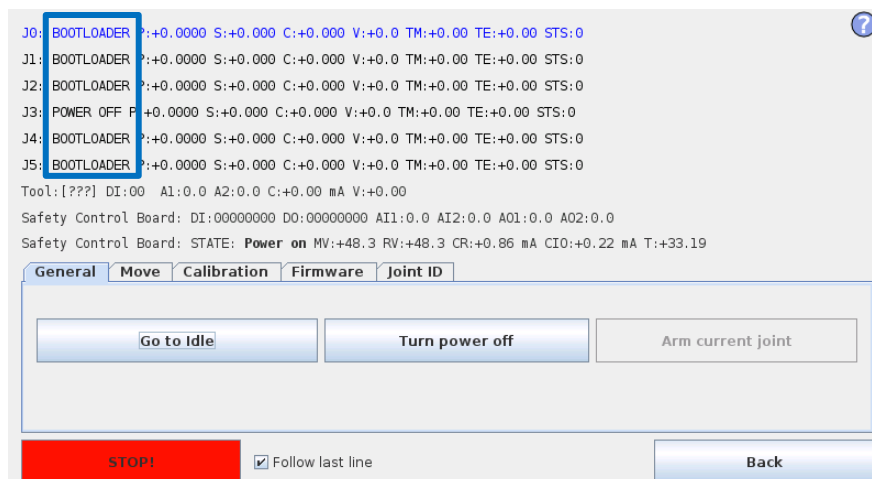 J0: BOOTLOADER P:+0.0000 S:+0.000 C:+0.000 V:+0.0 TM:+0.00 TE:+0.00 STS:0
J1: BOOTLOADER P:+0.0000 S:+0.000 C:+0.000 V:+0.0 TM:+0.00 TE:+0.00 STS:0
J2: BOOTLOADER P:+0.0000 S:+0.000 C:+0.000 V:+0.0 TM:+0.00 TE:+0.00 STS:0
J3: POWER OFF P:+0.0000 S:+0.000 C:+0.000 V:+0.0 TM:+0.00 TE:+0.00 STS:0
J4: BOOTLOADER P:+0.0000 S:+0.000 C:+0.000 V:+0.0 TM:+0.00 TE:+0.00 STS:0
J5: BOOTLOADER P:+0.0000 S:+0.000 C:+0.000 V:+0.0 TM:+0.00 TE:+0.00 STS:0
Tool:[???] DI:00 A1:0.0 A2:0.0 C:+0.00 mA V:+0.00
Safety Control Board: DI:00000000 DO:00000000 AI1:0.0 AI2:0.0 AO1:0.0 AO2:0.0
Safety Control Board: STATE: Power on MV:+48.3 RV:+48.3 CR:+0.86 mA CIO:+0.22 mA T:+33.19
General Move Calibration Firmware Joint ID
Go to Idle Turn power off Arm current joint
STOP! Follow last line Back
?